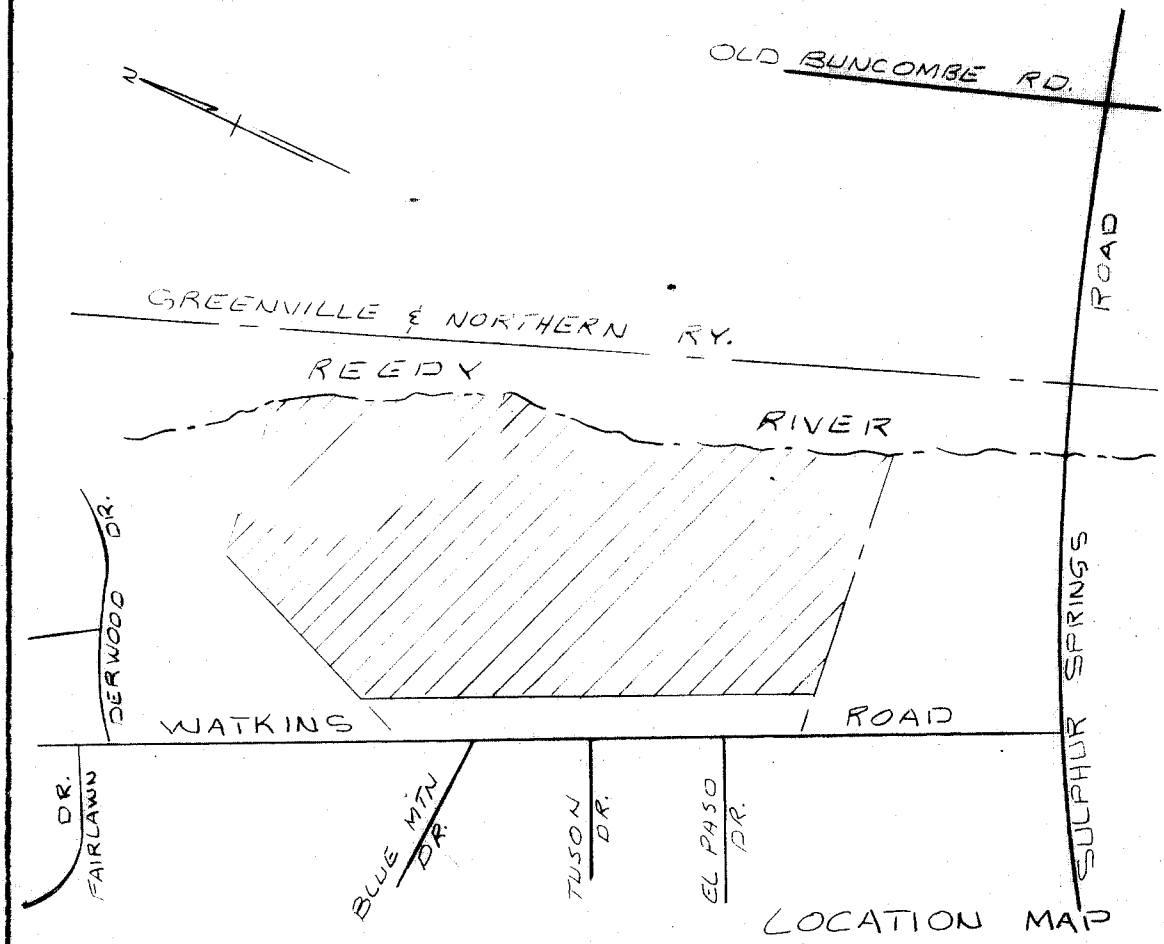 OLD BUNCOMBE RD.
N
ROAD
GREENVILLE & NORTHERN RY.
REEDY
RIVER
DERWOOD DR.
SULPHUR SPRINGS
WATKINS
ROAD
FAIRLAWN
DR.
BLUE MTN
DR.
TUSON
DR.
EL PASO
DR.
LOCATION MAP